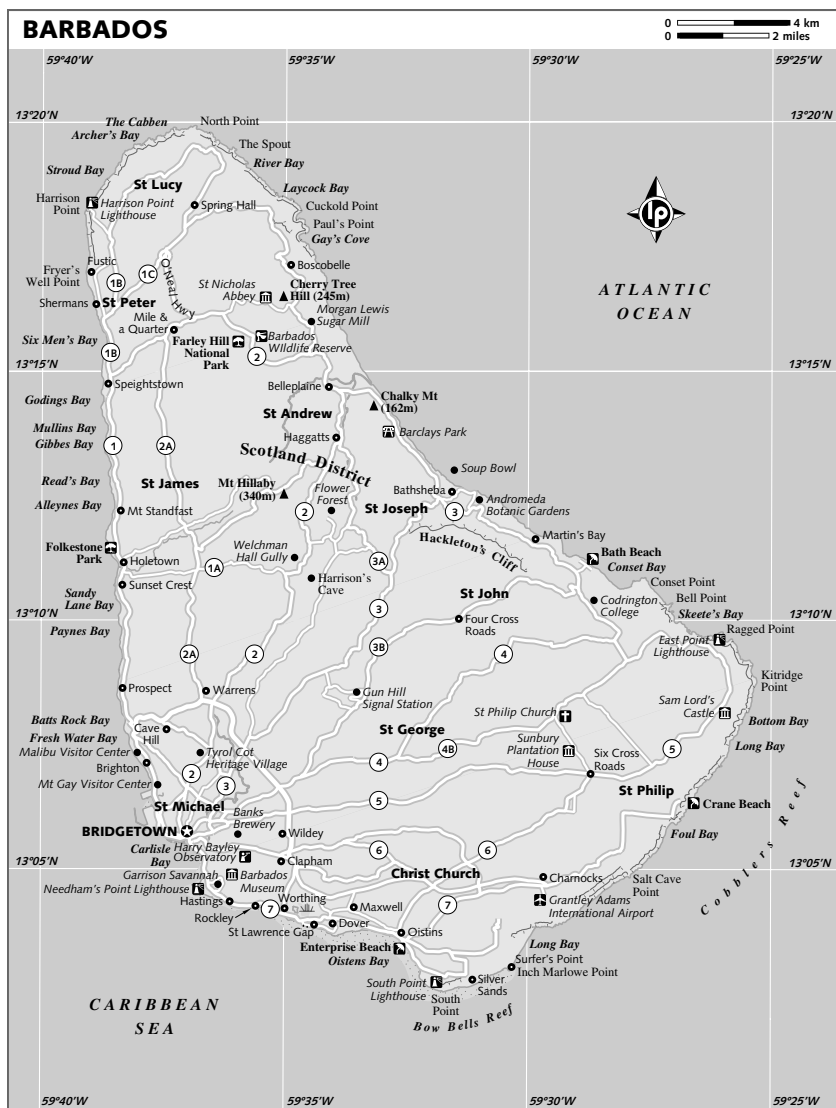 BARBADOS
0 4 km
0 2 miles
59°40'W
59°35'W
59°30'W
59°25'W
13°20'N
13°20'N
The Cabben
Archer's Bay
North Point
The Spout
River Bay
Stroud Bay
St Lucy
Laycock Bay
Harrison
Point
Harrison Point
Lighthouse
Spring Hall
Cuckold Point
Paul's Point
Gay's Cove
lp
Fustic
Fryer's
Well Point
1B
1C
O'Neal Hwy
Boscobelle
St Nicholas
Abbey
Cherry Tree
Hill (245m)
ATLANTIC
OCEAN
Shermans
St Peter
Mile &
a Quarter
Morgan Lewis
Sugar Mill
Six Men's Bay
1B
Farley Hill
National
Park
Barbados
Wildlife Reserve
2
13°15'N
13°15'N
Speightstown
Belleplaine
Godings Bay
Chalky Mt
(162m)
St Andrew
Mullins Bay
Gibbes Bay
1
2A
Haggatts
Barclays Park
Scotland District
Read's Bay
St James
Mt Hillaby
(340m)
Soup Bowl
Flower
Forest
Bathsheba
Alleynes Bay
Mt Standfast
2
St Joseph
3
Andromeda
Botanic Gardens
Hackleton's Cliff
Martin's Bay
Folkestone
Park
Holetown
1A
Welchman
Hall Gully
3A
Bath Beach
Conset Bay
Sunset Crest
Harrison's
Cave
Conset Point
Sandy
Lane Bay
St John
Codrington
College
Bell Point
Skeete's Bay
13°10'N
13°10'N
3
Paynes Bay
Four Cross
Roads
Ragged Point
East Point
Lighthouse
2A
2
3B
4
Kitridge
Point
Prospect
Warrens
Gun Hill
Signal Station
Sam Lord's
Castle
Batts Rock Bay
St Philip Church
Bottom Bay
Cave
Hill
St George
Fresh Water Bay
Malibu Visitor Center
Tyrol Cot
Heritage Village
4B
Sunbury
Plantation
House
Six Cross
Roads
5
Long Bay
Brighton
2
4
Mt Gay Visitor Center
3
5
St Philip
St Michael
Banks
Brewery
Crane Beach
BRIDGETOWN
Wildey
Foul Bay
Cobblers Reef
Carlisle
Bay
Harry Bayley
Observatory
6
6
Clapham
13°05'N
13°05'N
Garrison Savannah
Barbados
Museum
Christ Church
Charnocks
Salt Cave
Point
Needham's Point Lighthouse
Hastings
Worthing
Maxwell
7
Grantley Adams
International Airport
Rockley
7
St Lawrence Gap
Dover
Oistins
Enterprise Beach
Oistens Bay
Long Bay
Surfer's Point
Inch Marlowe Point
South Point
Lighthouse
South
Point
Silver
Sands
CARIBBEAN
SEA
Bow Bells Reef
59°40'W
59°35'W
59°30'W
59°25'W